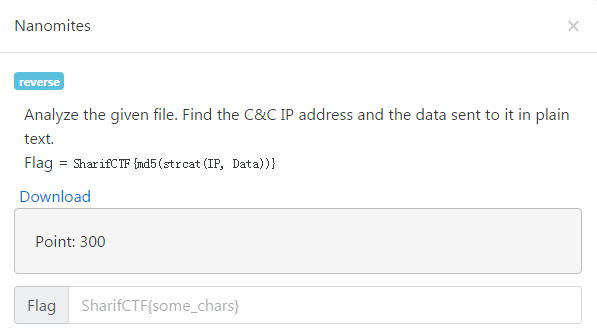 Nanomites ×
reverse
Analyze the given file. Find the C&C IP address and the data sent to it in plain
text.
Flag = SharifCTF{md5(strcat(IP, Data))}
Download
Point: 300
Flag SharifCTF{some_chars}